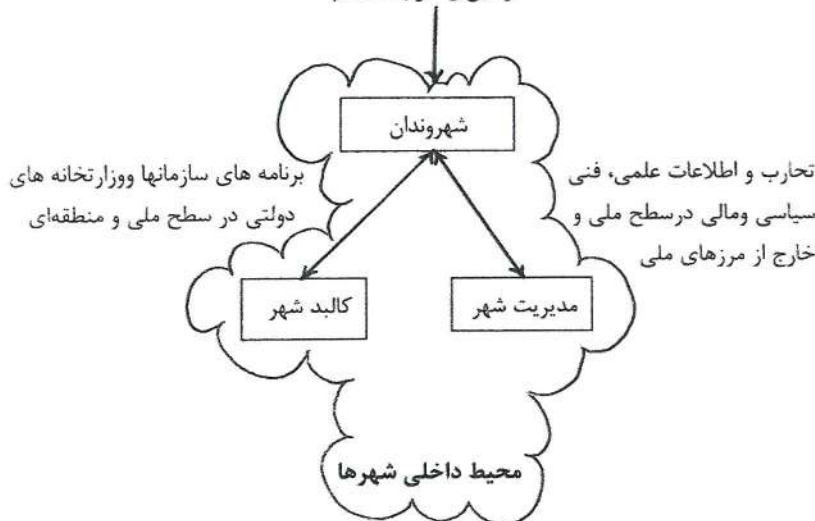 شهروندان
برنامه های سازمانها ووزارتخانه های
دولتی در سطح ملی و منطقه‌ای
تجارب و اطلاعات علمی، فنی
سیاسی ومالی درسطح ملی و
خارج از مرزهای ملی
کالبد شهر
مدیریت شهر
محیط داخلی شهرها